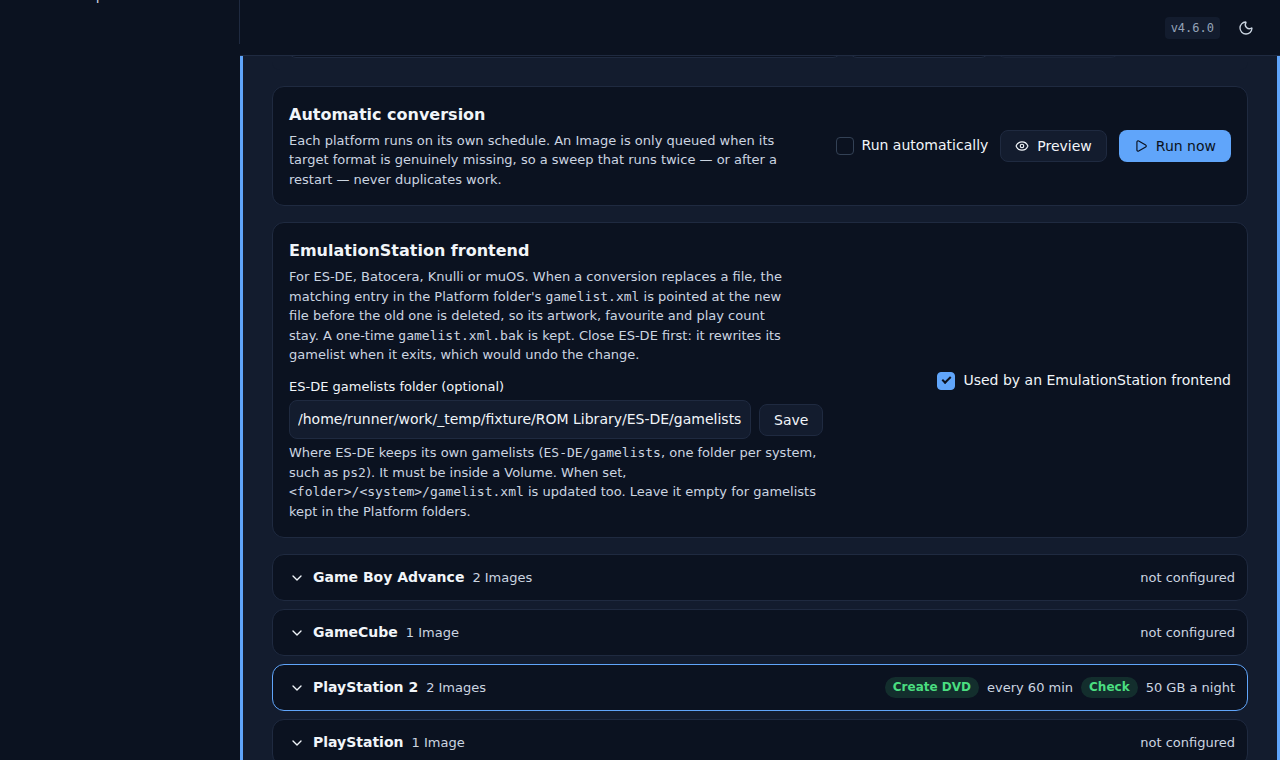 v4.6.0
Automatic conversion
Each platform runs on its own schedule. An Image is only queued when its
target format is genuinely missing, so a sweep that runs twice — or after a
restart — never duplicates work.
Run automatically
Preview
Run now
EmulationStation frontend
For ES-DE, Batocera, Knulli or muOS. When a conversion replaces a file, the
matching entry in the Platform folder's gamelist.xml is pointed at the new
file before the old one is deleted, so its artwork, favourite and play count
stay. A one-time gamelist.xml.bak is kept. Close ES-DE first: it rewrites its
gamelist when it exits, which would undo the change.
ES-DE gamelists folder (optional)
/home/runner/work/_temp/fixture/ROM Library/ES-DE/gamelists
Save
Where ES-DE keeps its own gamelists (ES-DE/gamelists, one folder per system,
such as ps2). It must be inside a Volume. When set,
<folder>/<system>/gamelist.xml is updated too. Leave it empty for gamelists
kept in the Platform folders.
Used by an EmulationStation frontend
Game Boy Advance 2 Images not configured
GameCube 1 Image not configured
PlayStation 2 2 Images Create DVD every 60 min Check 50 GB a night
PlayStation 1 Image not configured